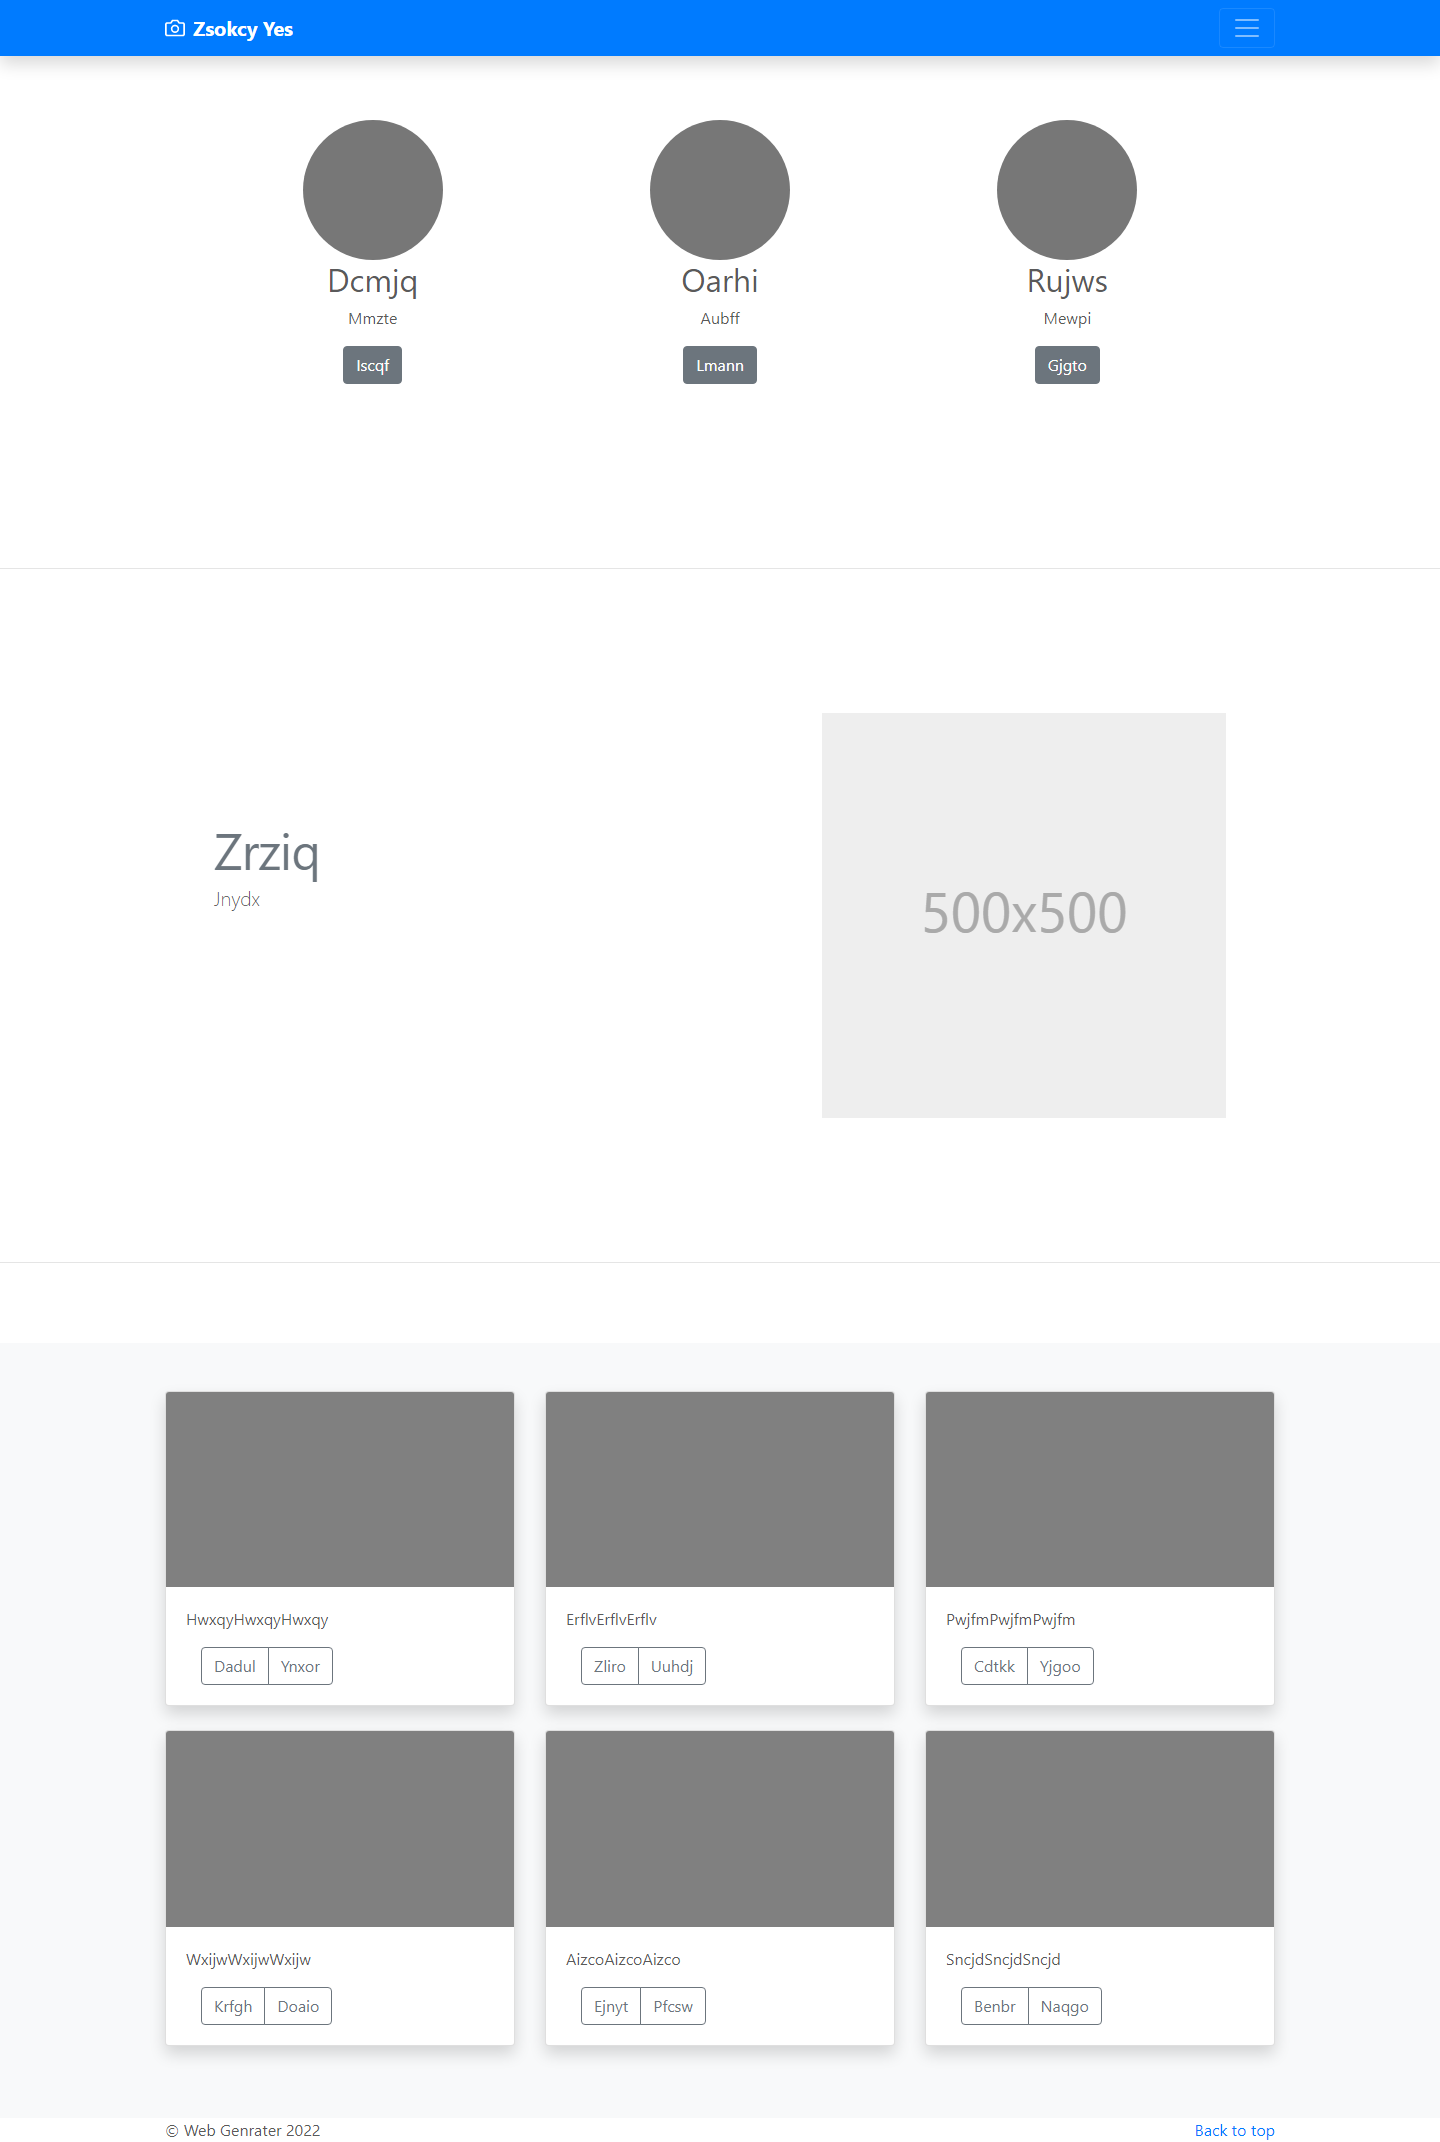 Zsokcy Yes
Dcmjq
Oarhi
Rujws
Mmzte
Aubff
Mewpi
Iscqf
Lmann
Gjgto
Zrziq
Jnydx
500x500
HwxqyHwxqyHwxqy
ErflvErflvErflv
PwjfmPwjfmPwjfm
Dadul Ynxor
Zliro Uuhdj
Cdtkk Yjgoo
WxijwWxijwWxijw
AizcoAizcoAizco
SncjdSncjdSncjd
Krfgh Doaio
Ejnyt Pfcsw
Benbr Naqgo
© Web Genrater 2022
Back to top